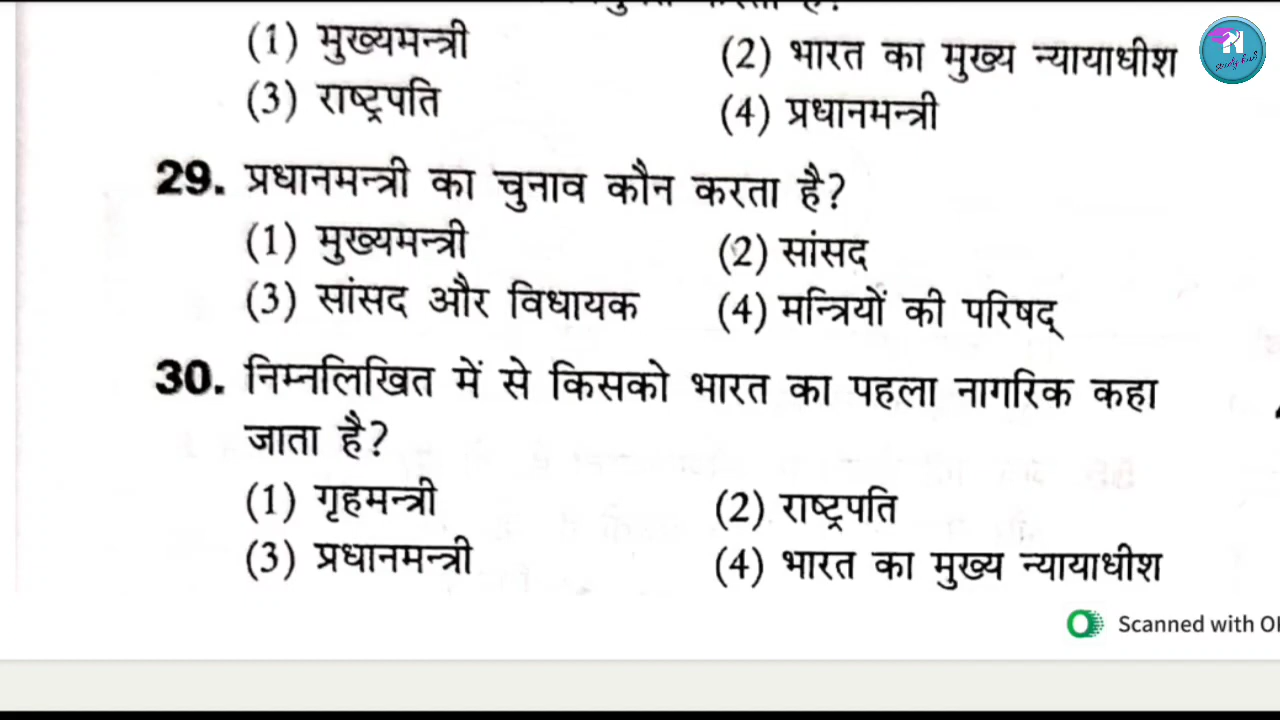 करता है?
(1) मुख्यमन्त्री (2) भारत का मुख्य न्यायाधीश
(3) राष्ट्रपति (4) प्रधानमन्त्री
29. प्रधानमन्त्री का चुनाव कौन करता है?
(1) मुख्यमन्त्री (2) सांसद
(3) सांसद और विधायक (4) मन्त्रियों की परिषद्
30. निम्नलिखित में से किसको भारत का पहला नागरिक कहा
जाता है?
(1) गृहमन्त्री (2) राष्ट्रपति
(3) प्रधानमन्त्री (4) भारत का मुख्य न्यायाधीश
Scanned with